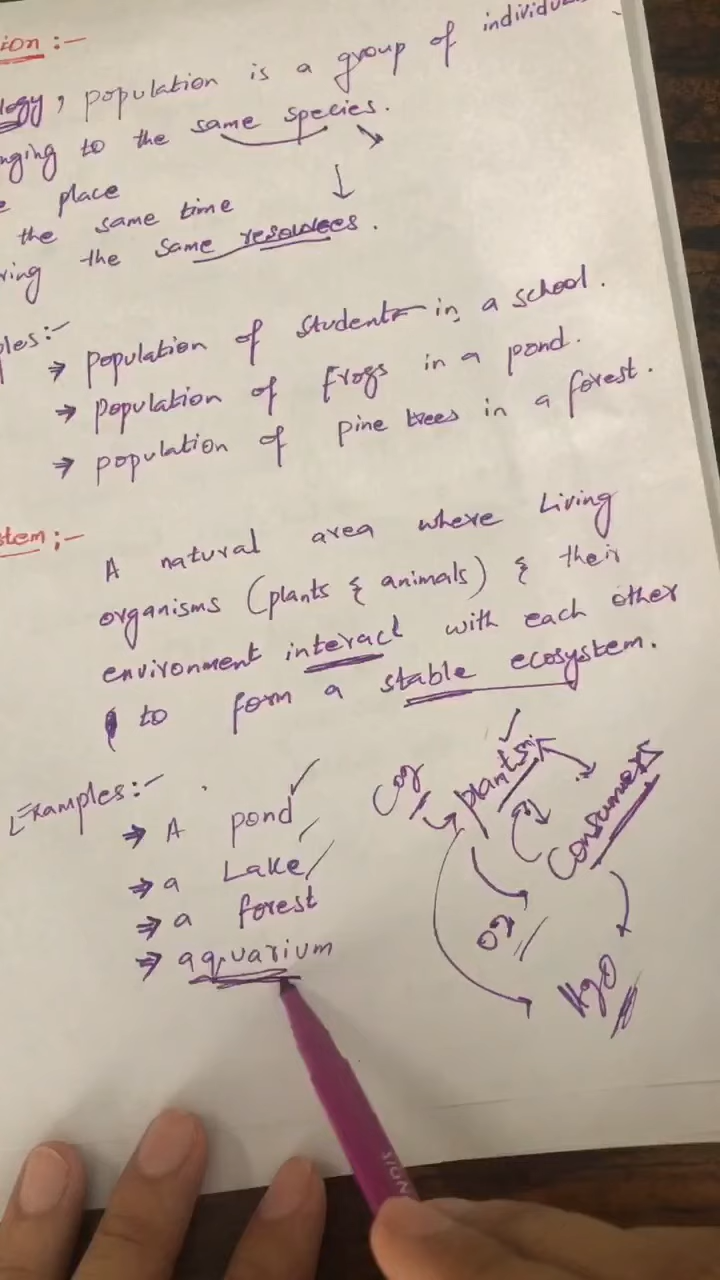 ion :-
logy, population is a group of individu
nging to the same species.
e place
the same time
ring the same resources.
ples:-
⇒ population of students in a school.
⇒ population of frogs in a pond.
⇒ population of pine trees in a forest.
stem :-
A natural area where Living
organisms (plants & animals) & their
environment interact with each other
to form a stable ecosystem.
Examples:-
⇒ A pond
⇒ a Lake
⇒ a forest
⇒ aquarium
CO2
plants
O2
Consumers
O2
H2O